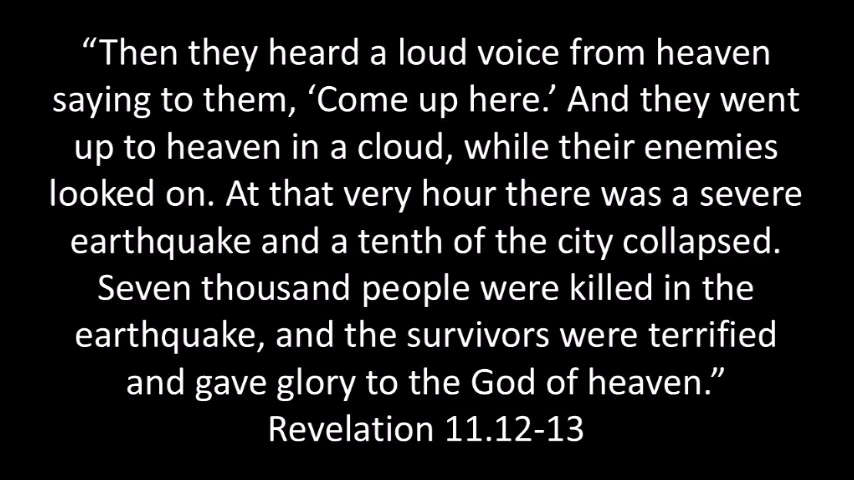 “Then they heard a loud voice from heaven
saying to them, ‘Come up here.’ And they went
up to heaven in a cloud, while their enemies
looked on. At that very hour there was a severe
earthquake and a tenth of the city collapsed.
Seven thousand people were killed in the
earthquake, and the survivors were terrified
and gave glory to the God of heaven.”
Revelation 11.12-13